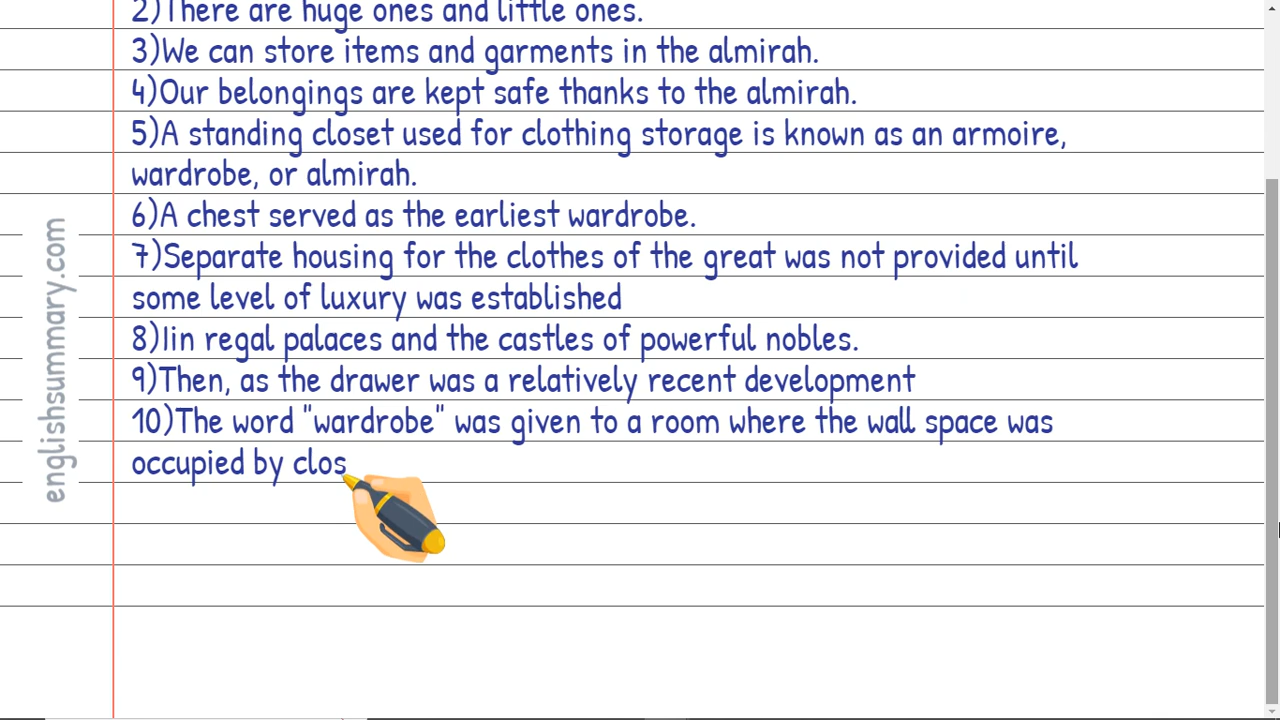 2)There are huge ones and little ones.
3)We can store items and garments in the almirah.
4)Our belongings are kept safe thanks to the almirah.
5)A standing closet used for clothing storage is known as an armoire,
wardrobe, or almirah.
6)A chest served as the earliest wardrobe.
7)Separate housing for the clothes of the great was not provided until
some level of luxury was established
8)Iin regal palaces and the castles of powerful nobles.
9)Then, as the drawer was a relatively recent development
10)The word "wardrobe" was given to a room where the wall space was
occupied by clos
englishsummary.com